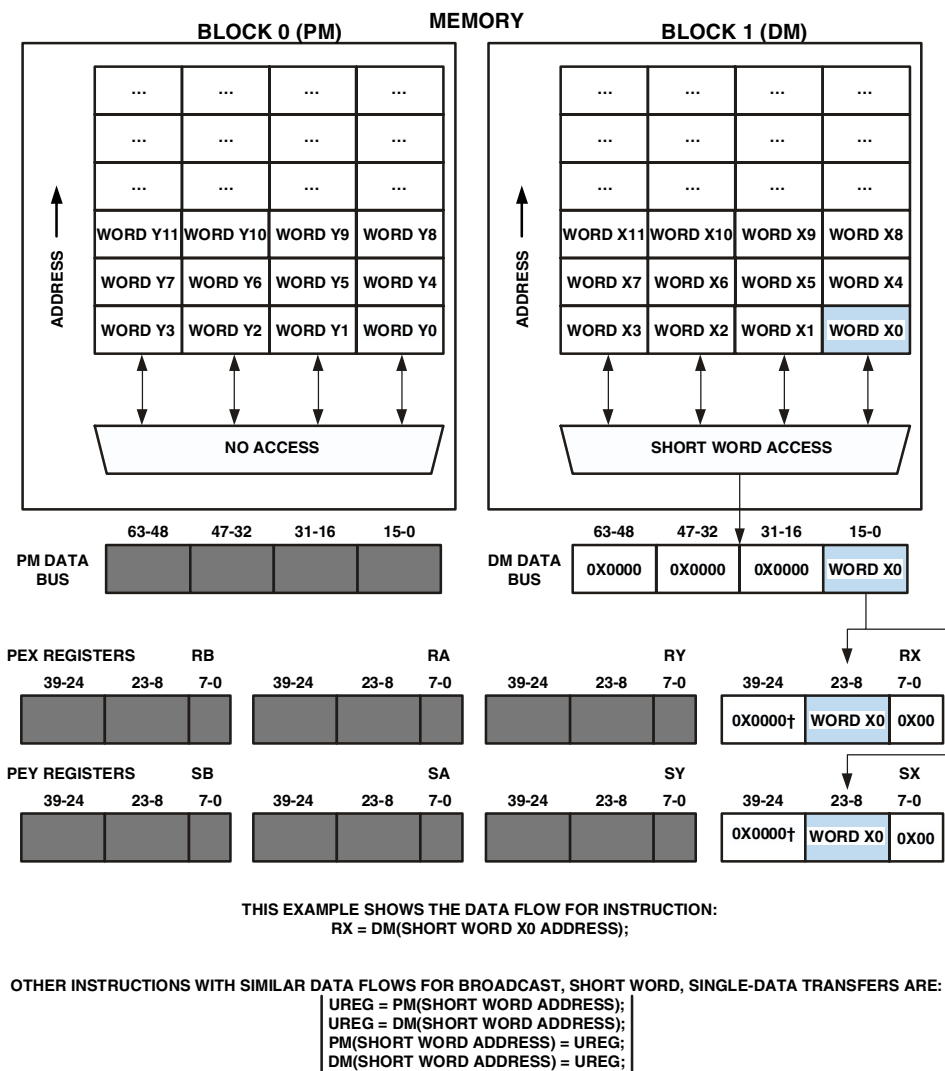 MEMORY
BLOCK 0 (PM) BLOCK 1 (DM)
... ... ... ... ... ... ... ...
... ... ... ... ... ... ... ...
... ... ... ... ... ... ... ...
ADDRESS ADDRESS
WORD Y11 WORD Y10 WORD Y9 WORD Y8 WORD X11 WORD X10 WORD X9 WORD X8
WORD Y7 WORD Y6 WORD Y5 WORD Y4 WORD X7 WORD X6 WORD X5 WORD X4
WORD Y3 WORD Y2 WORD Y1 WORD Y0 WORD X3 WORD X2 WORD X1 WORD X0
NO ACCESS SHORT WORD ACCESS
63-48 47-32 31-16 15-0 63-48 47-32 31-16 15-0
PM DATA BUS DM DATA BUS 0X0000 0X0000 0X0000 WORD X0
PEX REGISTERS RB RA RY RX
39-24 23-8 7-0 39-24 23-8 7-0 39-24 23-8 7-0 39-24 23-8 7-0
0X0000† WORD X0 0X00
PEY REGISTERS SB SA SY SX
39-24 23-8 7-0 39-24 23-8 7-0 39-24 23-8 7-0 39-24 23-8 7-0
0X0000† WORD X0 0X00
THIS EXAMPLE SHOWS THE DATA FLOW FOR INSTRUCTION:
RX = DM(SHORT WORD X0 ADDRESS);
OTHER INSTRUCTIONS WITH SIMILAR DATA FLOWS FOR BROADCAST, SHORT WORD, SINGLE-DATA TRANSFERS ARE:
UREG = PM(SHORT WORD ADDRESS);
UREG = DM(SHORT WORD ADDRESS);
PM(SHORT WORD ADDRESS) = UREG;
DM(SHORT WORD ADDRESS) = UREG;